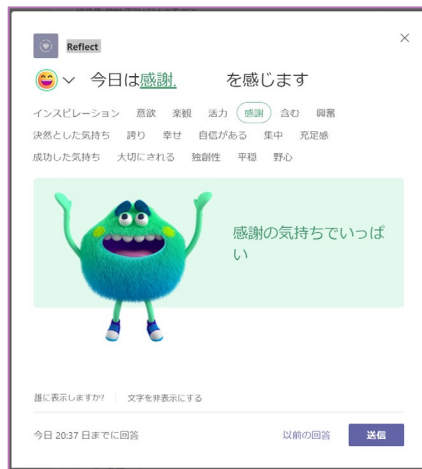 Reflect
今日は感謝. を感じます
インスピレーション 意欲 楽観 活力 感謝 含む 興奮
決然とした気持ち 誇り 幸せ 自信がある 集中 充足感
成功した気持ち 大切にされる 独創性 平穏 野心
感謝の気持ちでいっぱ
い
誰に表示しますか? 文字を非表示にする
今日 20:37 日までに回答 以前の回答 送信